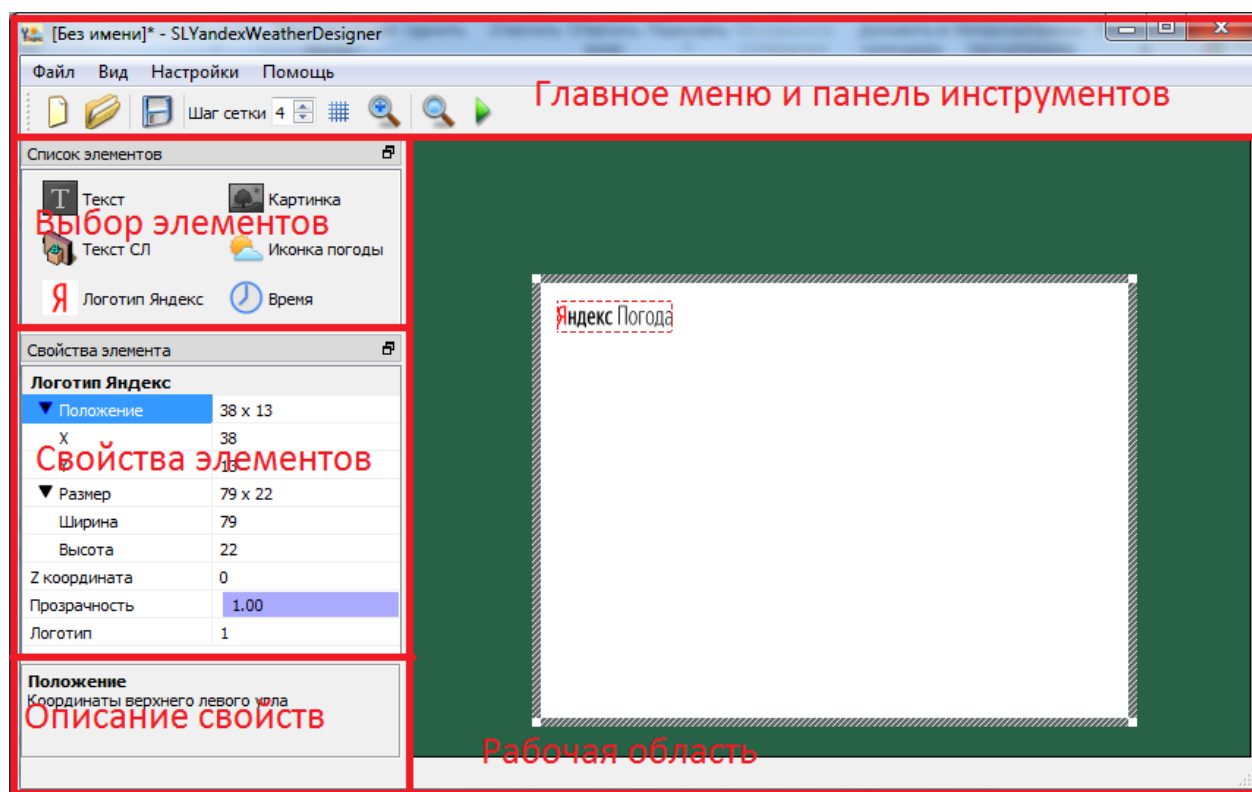 [Без имени]* - SLYandexWeatherDesigner
Файл Вид Настройки Помощь
Шаг сетки 4
Главное меню и панель инструментов
Список элементов
Текст Картинка
Выбор элементов
Текст СЛ Иконка погоды
Я Логотип Яндекс Время
Яндекс Погода
Свойства элемента
Логотип Яндекс
Положение 38 x 13
X 38
Свойства элементов
Y 13
Размер 79 x 22
Ширина 79
Высота 22
Z координата 0
Прозрачность 1.00
Логотип 1
Положение
Координаты верхнего левого угла
Описание свойств
Рабочая область